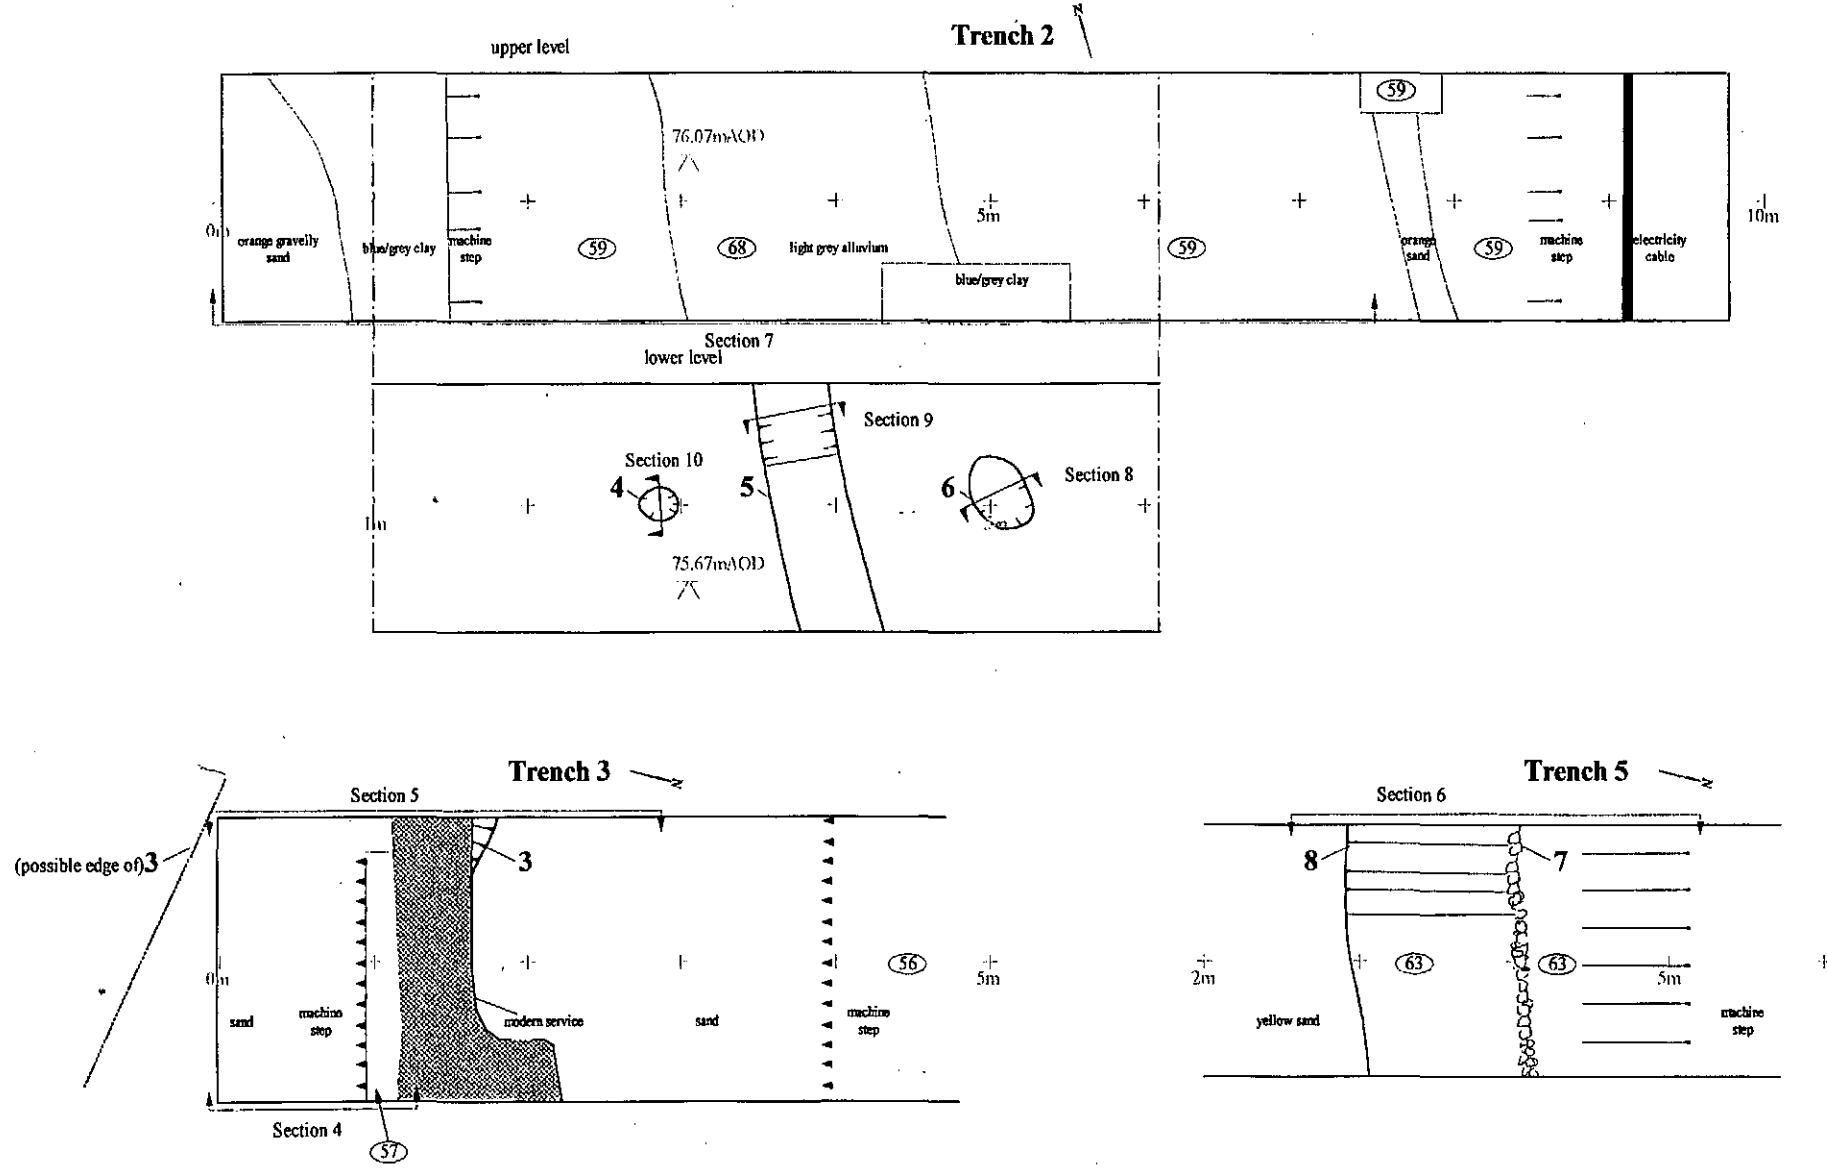 Trench 2
N
upper level
59
76.07mAOD
0m
5m
10m
orange gravelly
sand
blue/grey clay
machine
step
59
68
light grey alluvium
blue/grey clay
59
orange
sand
59
machine
step
electricity
cable
Section 7
lower level
Section 9
Section 10
Section 8
4
5
6
1m
75.67mAOD
Trench 3
N
Section 5
(possible edge of)3
3
0m
56
5m
sand
machine
step
modern service
sand
machine
step
Section 4
57
Trench 5
N
Section 6
8
7
2m
63
63
5m
yellow sand
machine
step